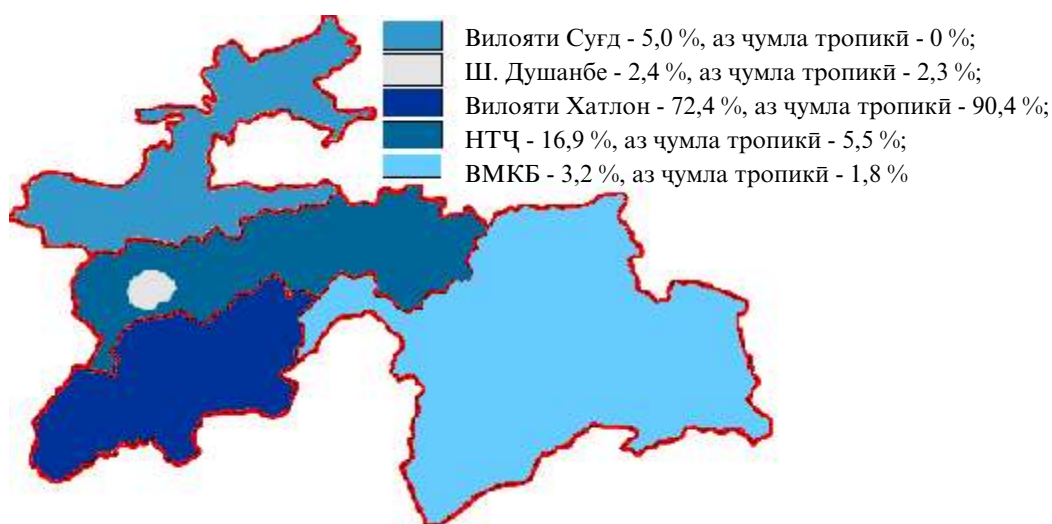 Вилояти Суғд - 5,0 %, аз ҷумла тропикӣ - 0 %;
Ш. Душанбе - 2,4 %, аз ҷумла тропикӣ - 2,3 %;
Вилояти Хатлон - 72,4 %, аз ҷумла тропикӣ - 90,4 %;
НТҶ - 16,9 %, аз ҷумла тропикӣ - 5,5 %;
ВМКБ - 3,2 %, аз ҷумла тропикӣ - 1,8 %